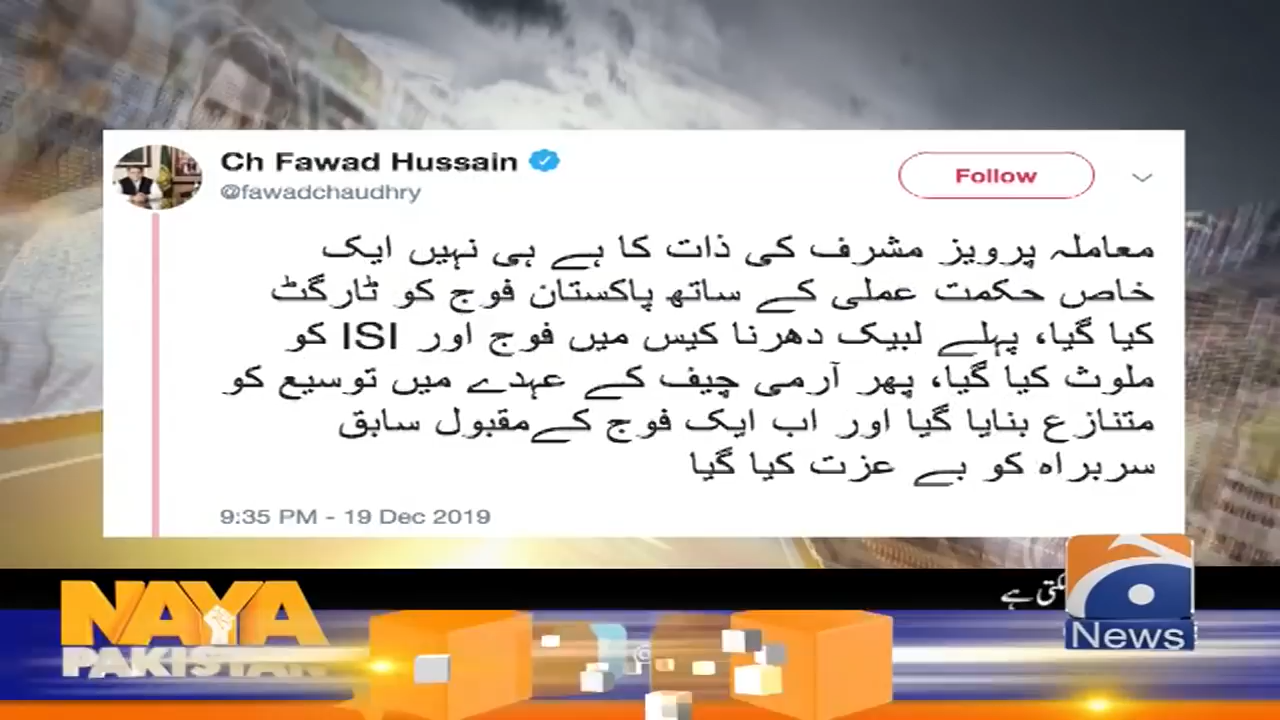 Ch Fawad Hussain
@fawadchaudhry
Follow
معاملہ پرویز مشرف کی ذات کا ہے ہی نہیں ایک
خاص حکمت عملی کے ساتھ پاکستان فوج کو ٹارگٹ
کیا گیا، پہلے لبیک دھرنا کیس میں فوج اور ISI کو
ملوث کیا گیا، پھر آرمی چیف کے عہدے میں توسیع کو
متنازع بنایا گیا اور اب ایک فوج کےمقبول سابق
سربراہ کو بے عزت کیا گیا
9:35 PM - 19 Dec 2019
ہے
NAYA
PAKISTAN
News